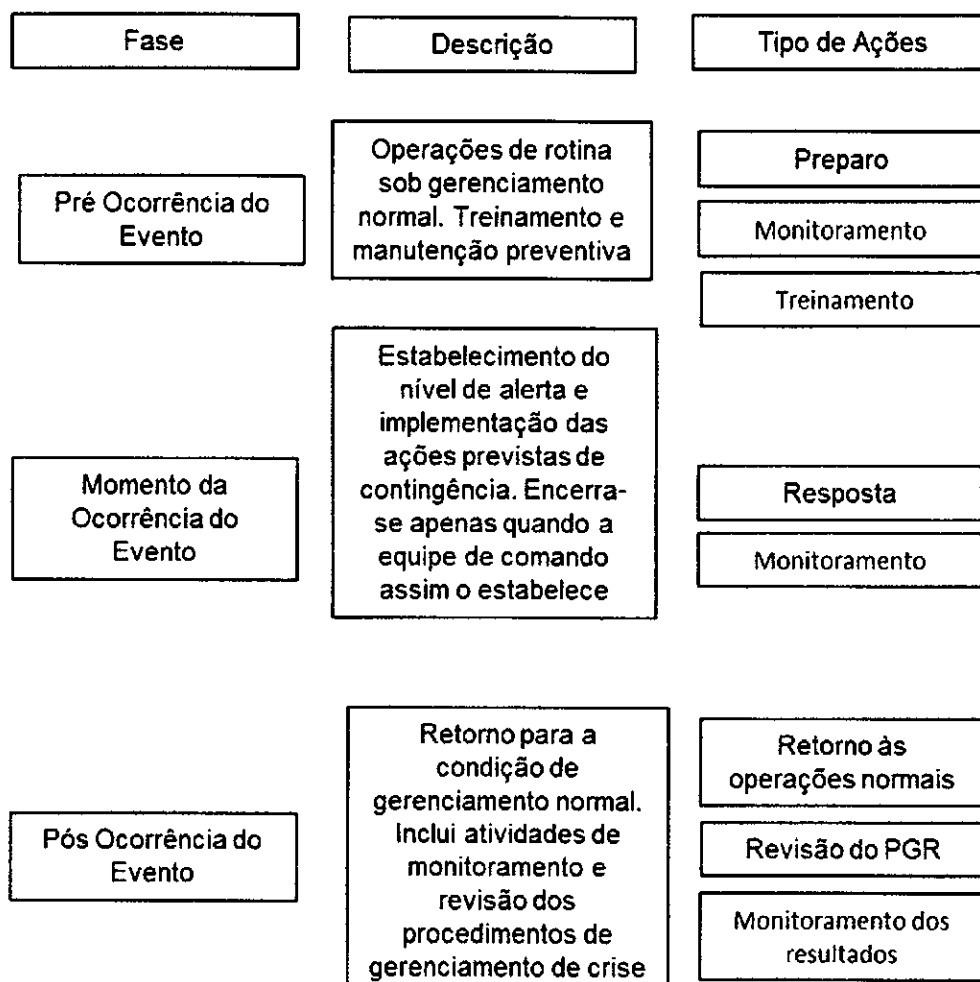 Fase
Descrição
Tipo de Ações
Pré Ocorrência do
Evento
Operações de rotina
sob gerenciamento
normal. Treinamento e
manutenção preventiva
Preparo
Monitoramento
Treinamento
Momento da
Ocorrência do
Evento
Estabelecimento do
nível de alerta e
implementação das
ações previstas de
contingência. Encerra-
se apenas quando a
equipe de comando
assim o estabelece
Resposta
Monitoramento
Pós Ocorrência do
Evento
Retorno para a
condição de
gerenciamento normal.
Inclui atividades de
monitoramento e
revisão dos
procedimentos de
gerenciamento de crise
Retorno às
operações normais
Revisão do PGR
Monitoramento dos
resultados